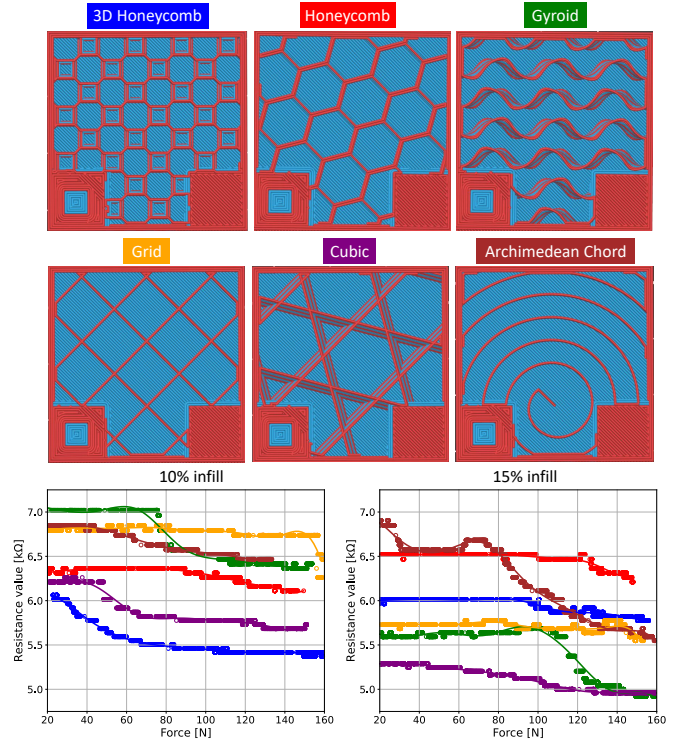 3D Honeycomb Honeycomb Gyroid
Grid Cubic Archimedean Chord
10% infill
15% infill
Resistance value [kΩ]
7.0
6.5
6.0
5.5
5.0
20 40 60 80 100 120 140 160
Force [N]
Resistance value [kΩ]
7.0
6.5
6.0
5.5
5.0
20 40 60 80 100 120 140 160
Force [N]